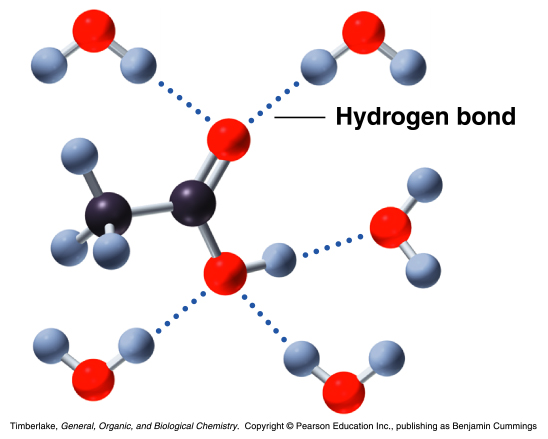 Hydrogen bond
Timberlake, General, Organic, and Biological Chemistry. Copyright © Pearson Education Inc., publishing as Benjamin Cummings